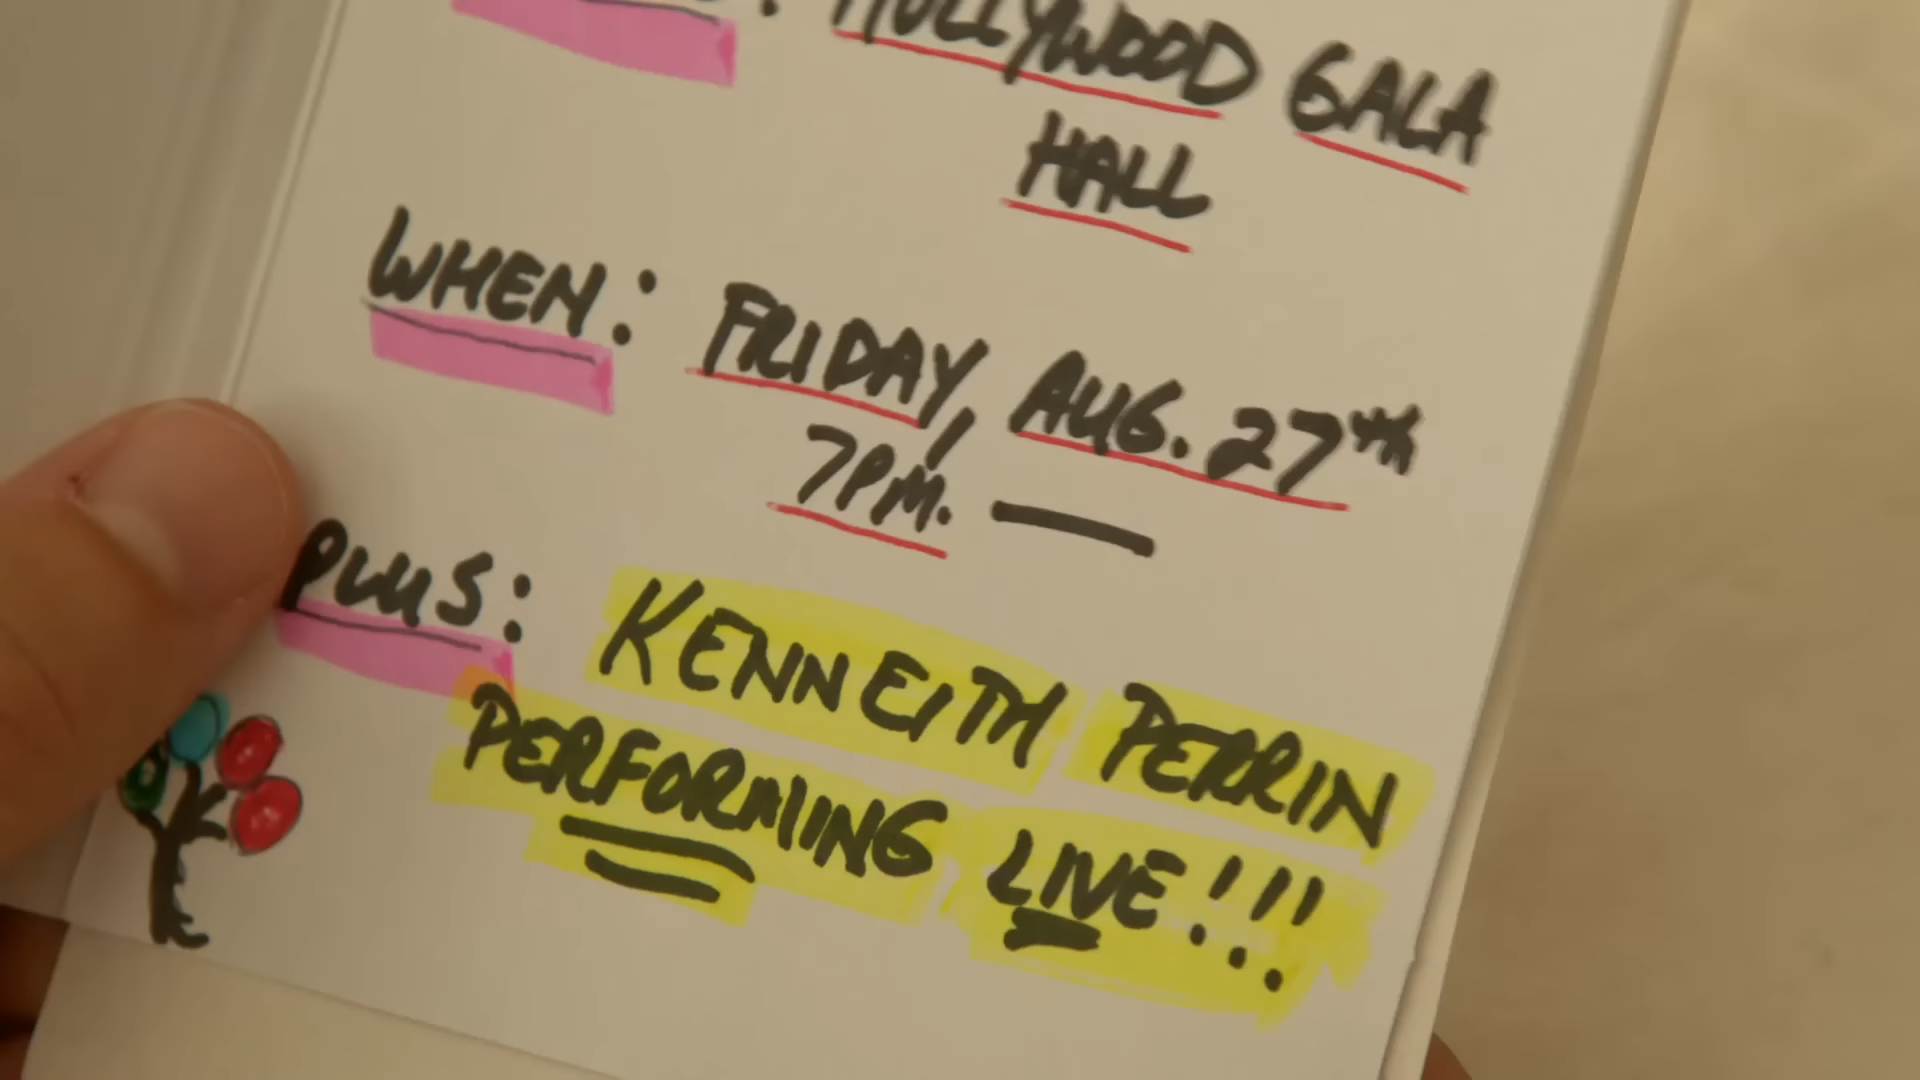 : HOLLYWOOD GALA
HALL
WHEN: FRIDAY, AUG. 27th
7PM. —
PLUS: KENNEITH PERRIN
PERFORMING LIVE!!!